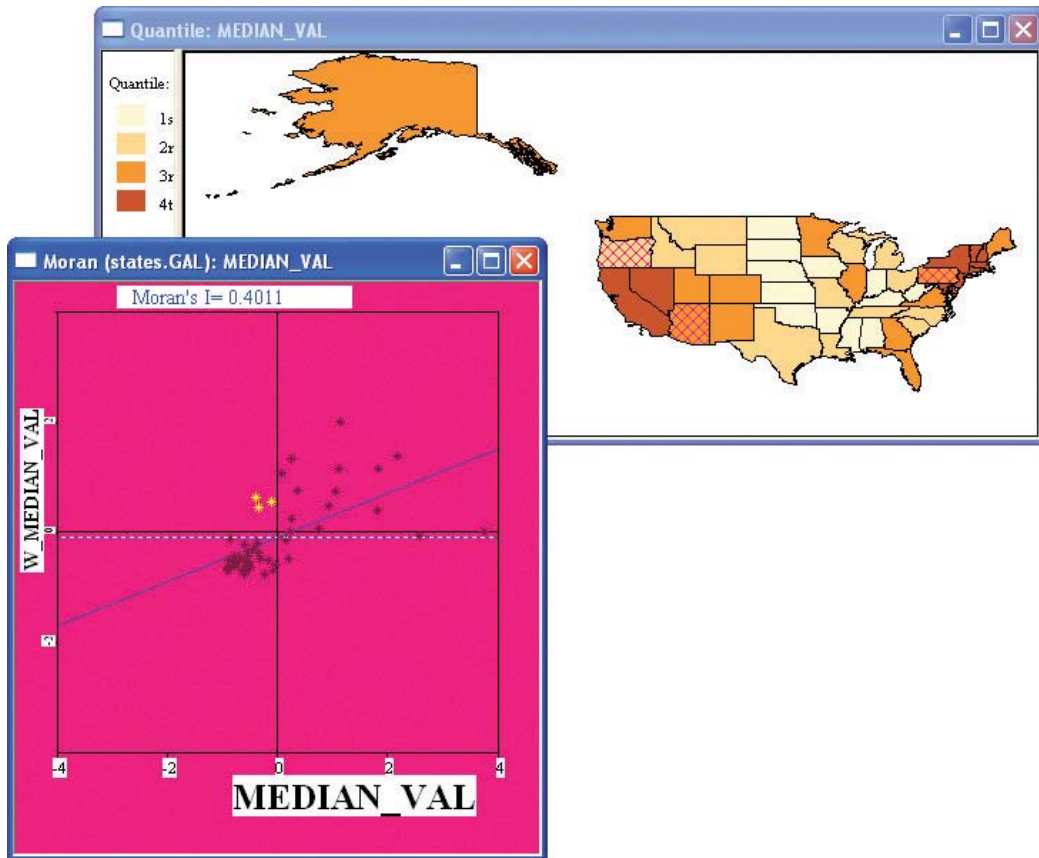 Quantile: MEDIAN_VAL
Quantile:
1s
2r
3r
4t
Moran (states.GAL): MEDIAN_VAL
Moran's I= 0.4011
W_MEDIAN_VAL
2
0
-2
-4
-2
0
2
4
MEDIAN_VAL